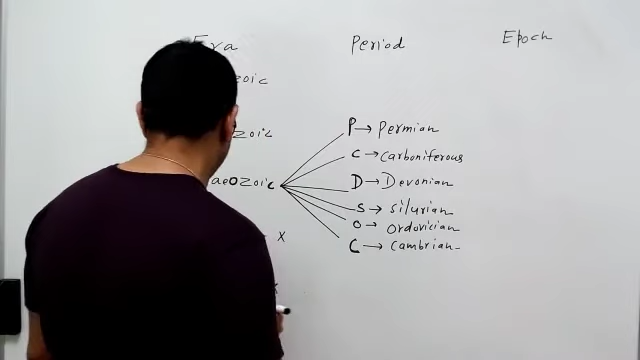 Era Period Epoch
zoic
zoic
P → Permian
C → Carboniferous
aeozoic D → Devonian
S → Silurian
O → Ordovician
X
C → Cambrian
X